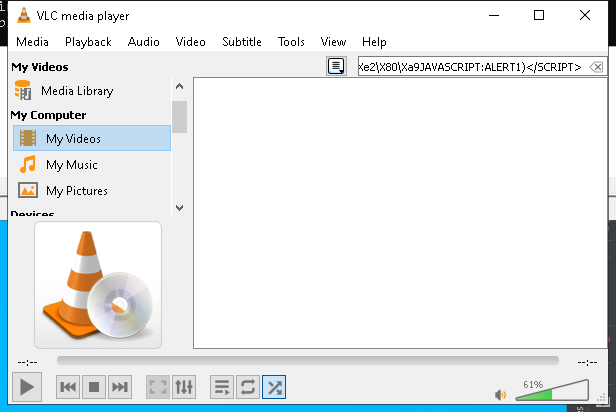 VLC media player
Media Playback Audio Video Subtitle Tools View Help
My Videos
Xe2\X80\Xa9JAVASCRIPT:ALERT1)</SCRIPT>
Media Library
My Computer
My Videos
My Music
My Pictures
Devices
--:--
--:--
61%